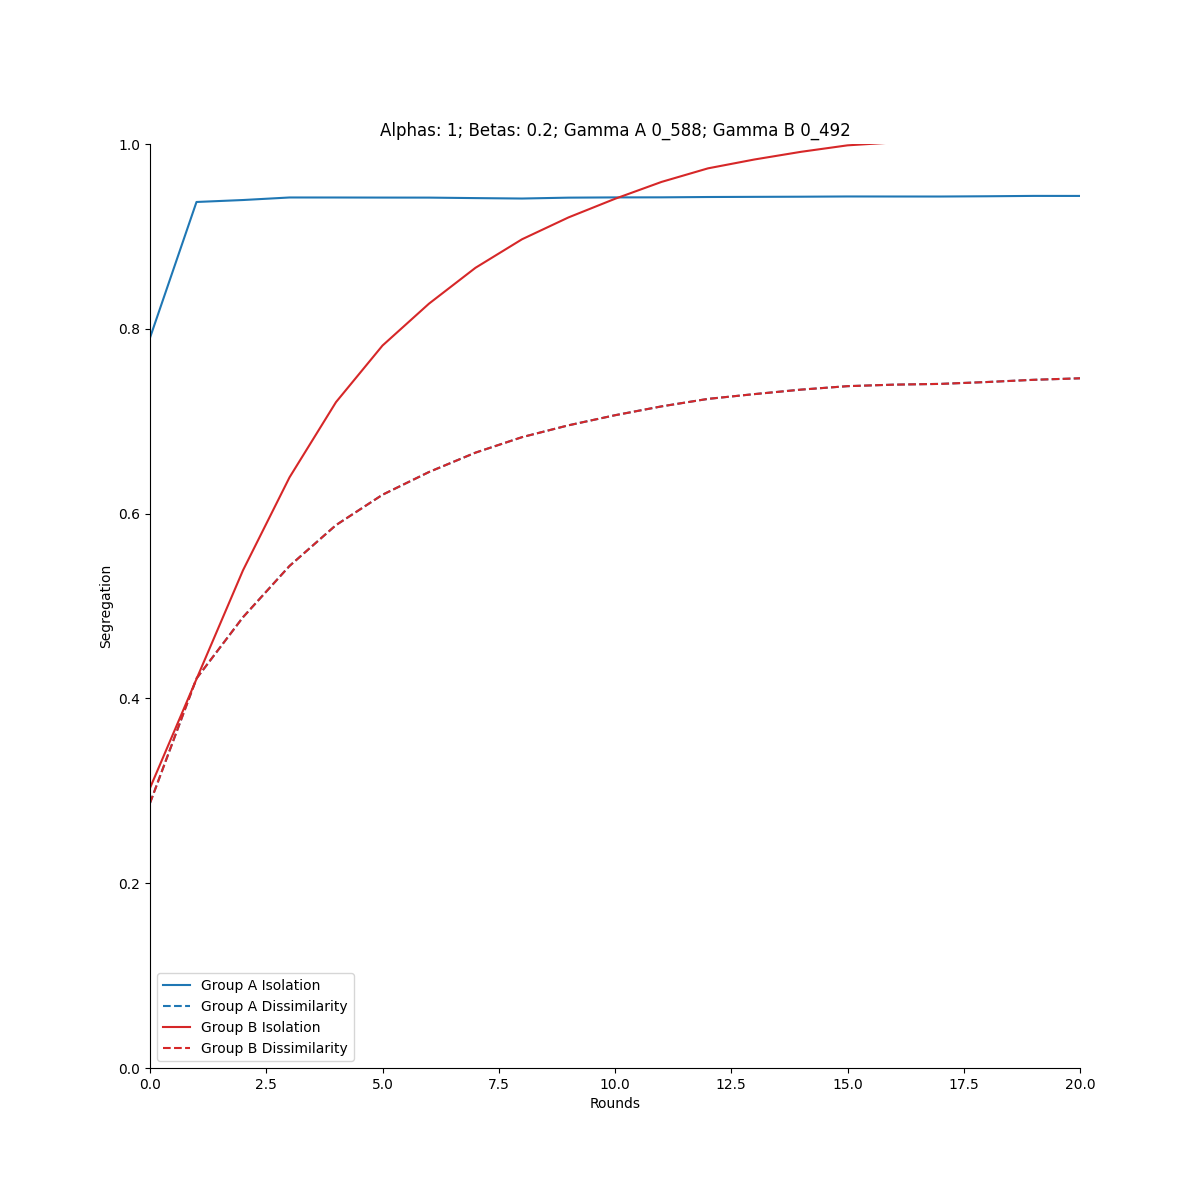 Alphas: 1; Betas: 0.2; Gamma A 0_588; Gamma B 0_492
1.0
0.8
0.6
0.4
0.2
0.0
Segregation
Group A Isolation
Group A Dissimilarity
Group B Isolation
Group B Dissimilarity
0.0 2.5 5.0 7.5 10.0 12.5 15.0 17.5 20.0
Rounds